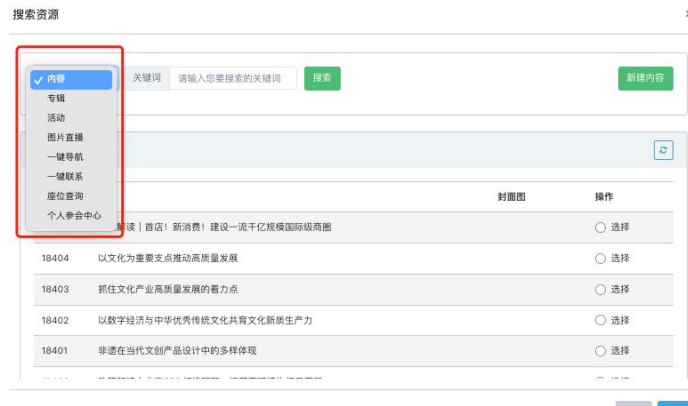 搜索资源
✓ 内容
关键词 请输入您要搜索的关键词 搜索 新建内容
专辑
活动
图片直播
一键导航
一键联系
座位查询
个人参会中心
封面图 操作
解读 | 首店！新消费！建设一流千亿规模国际级商圈 选择
18404 以文化为重要支点推动高质量发展 选择
18403 抓住文化产业高质量发展的着力点 选择
18402 以数字经济与中华优秀传统文化共育文化新质生产力 选择
18401 非遗在当代文创产品设计中的多样体现 选择